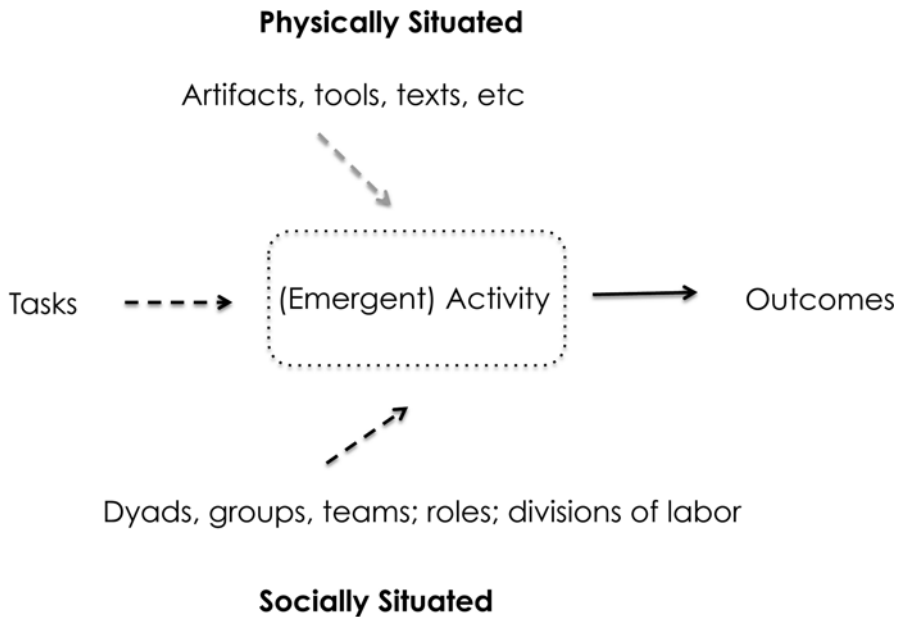 Physically Situated
Artifacts, tools, texts, etc
Tasks
(Emergent) Activity
Outcomes
Dyads, groups, teams; roles; divisions of labor
Socially Situated